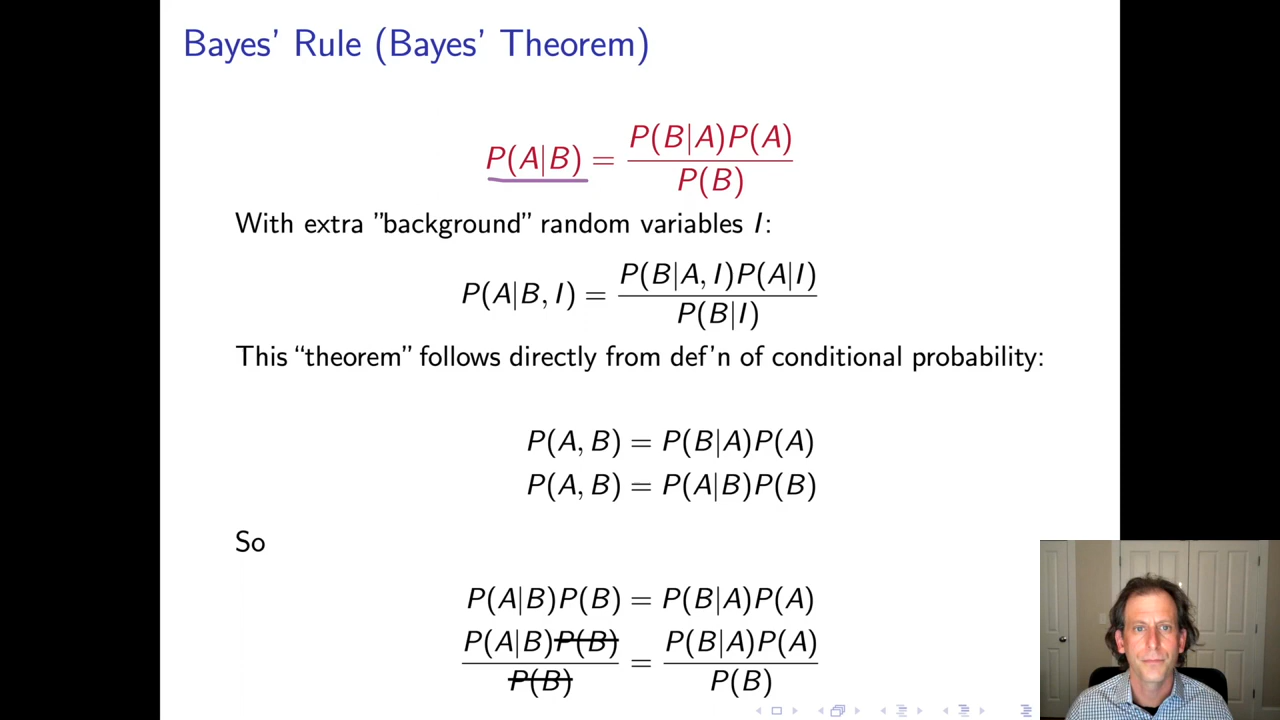 Bayes’ Rule (Bayes’ Theorem)
P(A|B) = P(B|A)P(A) / P(B)
With extra ”background” random variables I:
P(A|B, I) = P(B|A, I)P(A|I) / P(B|I)
This “theorem” follows directly from def’n of conditional probability:
P(A, B) = P(B|A)P(A)
P(A, B) = P(A|B)P(B)
So
P(A|B)P(B) = P(B|A)P(A)
P(A|B)P(B) / P(B) = P(B|A)P(A) / P(B)